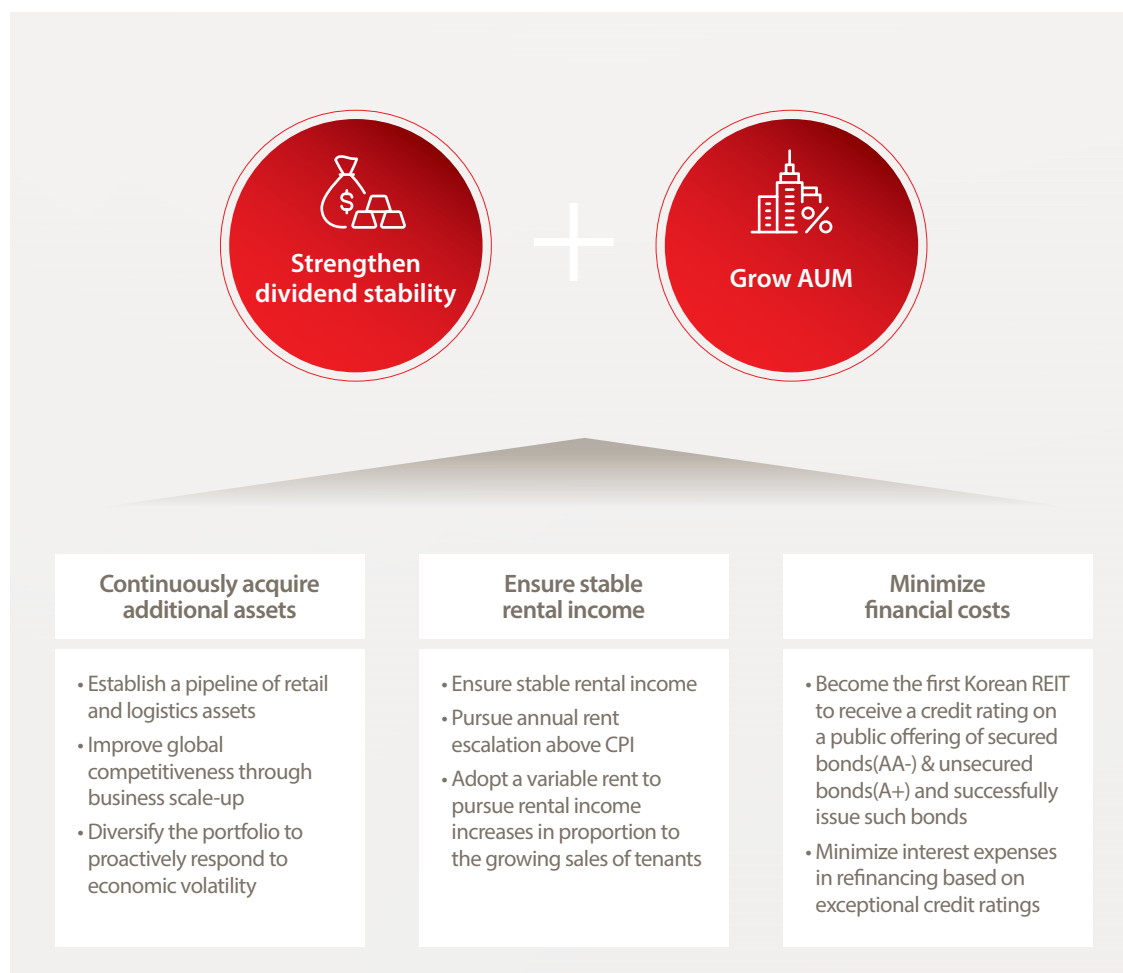 $
Strengthen
dividend stability
+
%
Grow AUM
Continuously acquire
additional assets
• Establish a pipeline of retail
and logistics assets
• Improve global
competitiveness through
business scale-up
• Diversify the portfolio to
proactively respond to
economic volatility
Ensure stable
rental income
• Ensure stable rental income
• Pursue annual rent
escalation above CPI
• Adopt a variable rent to
pursue rental income
increases in proportion to
the growing sales of tenants
Minimize
financial costs
• Become the first Korean REIT
to receive a credit rating on
a public offering of secured
bonds(AA-) & unsecured
bonds(A+) and successfully
issue such bonds
• Minimize interest expenses
in refinancing based on
exceptional credit ratings